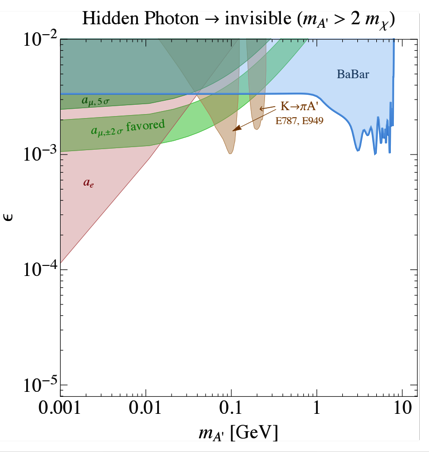 Hidden Photon → invisible (m_A' > 2 m_χ)
10⁻²
BaBar
a_μ,5σ
K→πA'
E787, E949
a_μ,±2σ favored
10⁻³
a_e
ϵ
10⁻⁴
10⁻⁵
0.001 0.01 0.1 1 10
m_A' [GeV]